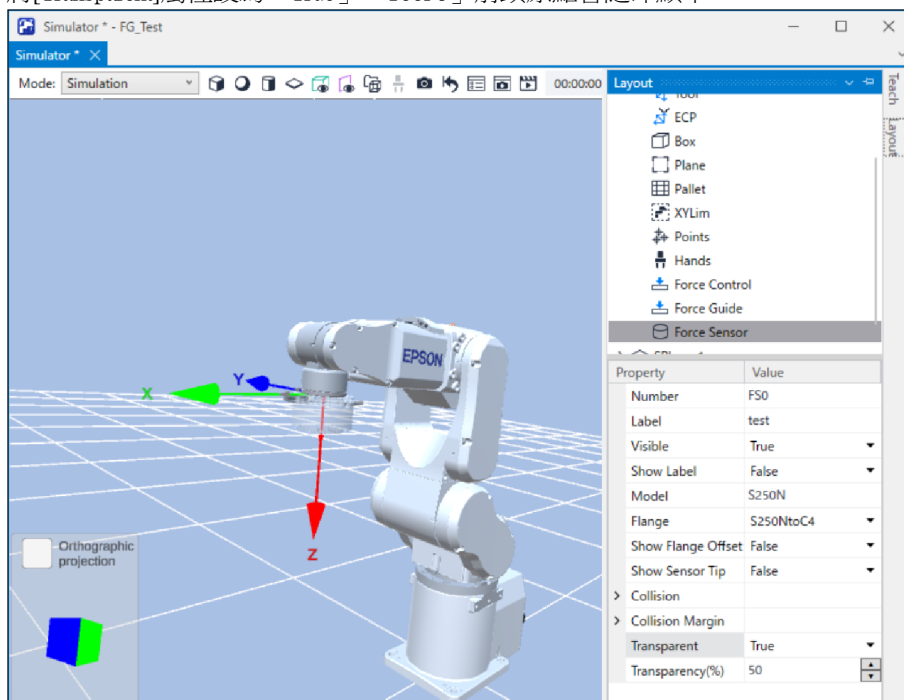 Simulator * - FG_Test
Simulator *
Mode: Simulation
00:00:00
Layout
Teach
Layout
ECP
Box
Plane
Pallet
XYLim
Points
Hands
Force Control
Force Guide
Force Sensor
EPSON
X
Y
Z
Orthographic
projection
Property Value
Number FS0
Label test
Visible True
Show Label False
Model S250N
Flange S250NtoC4
Show Flange Offset False
Show Sensor Tip False
Collision
Collision Margin
Transparent True
Transparency(%) 50